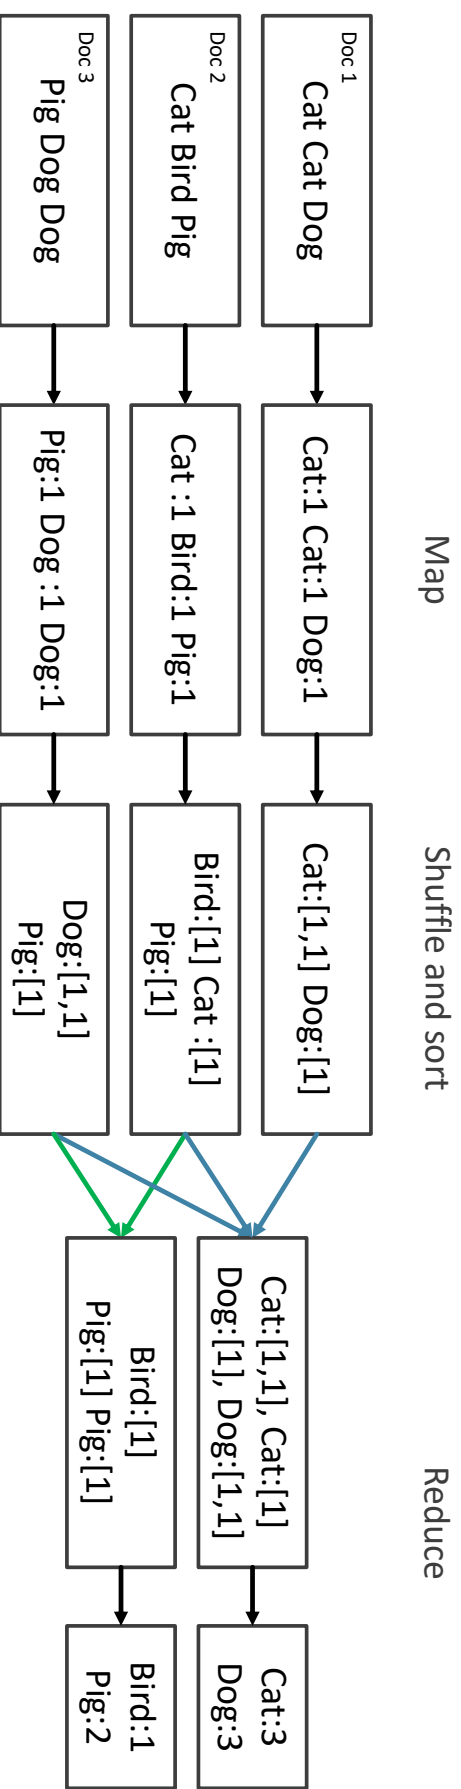 Map
Shuffle and sort
Reduce
Doc 1
Cat Cat Dog
Cat:1 Cat:1 Dog:1
Cat:[1,1] Dog:[1]
Cat:[1,1], Cat:[1]
Dog:[1], Dog:[1,1]
Cat:3
Dog:3
Doc 2
Cat Bird Pig
Cat :1 Bird:1 Pig:1
Bird:[1] Cat :[1]
Pig:[1]
Bird:[1]
Pig:[1] Pig:[1]
Bird:1
Pig:2
Doc 3
Pig Dog Dog
Pig:1 Dog :1 Dog:1
Dog:[1,1]
Pig:[1]